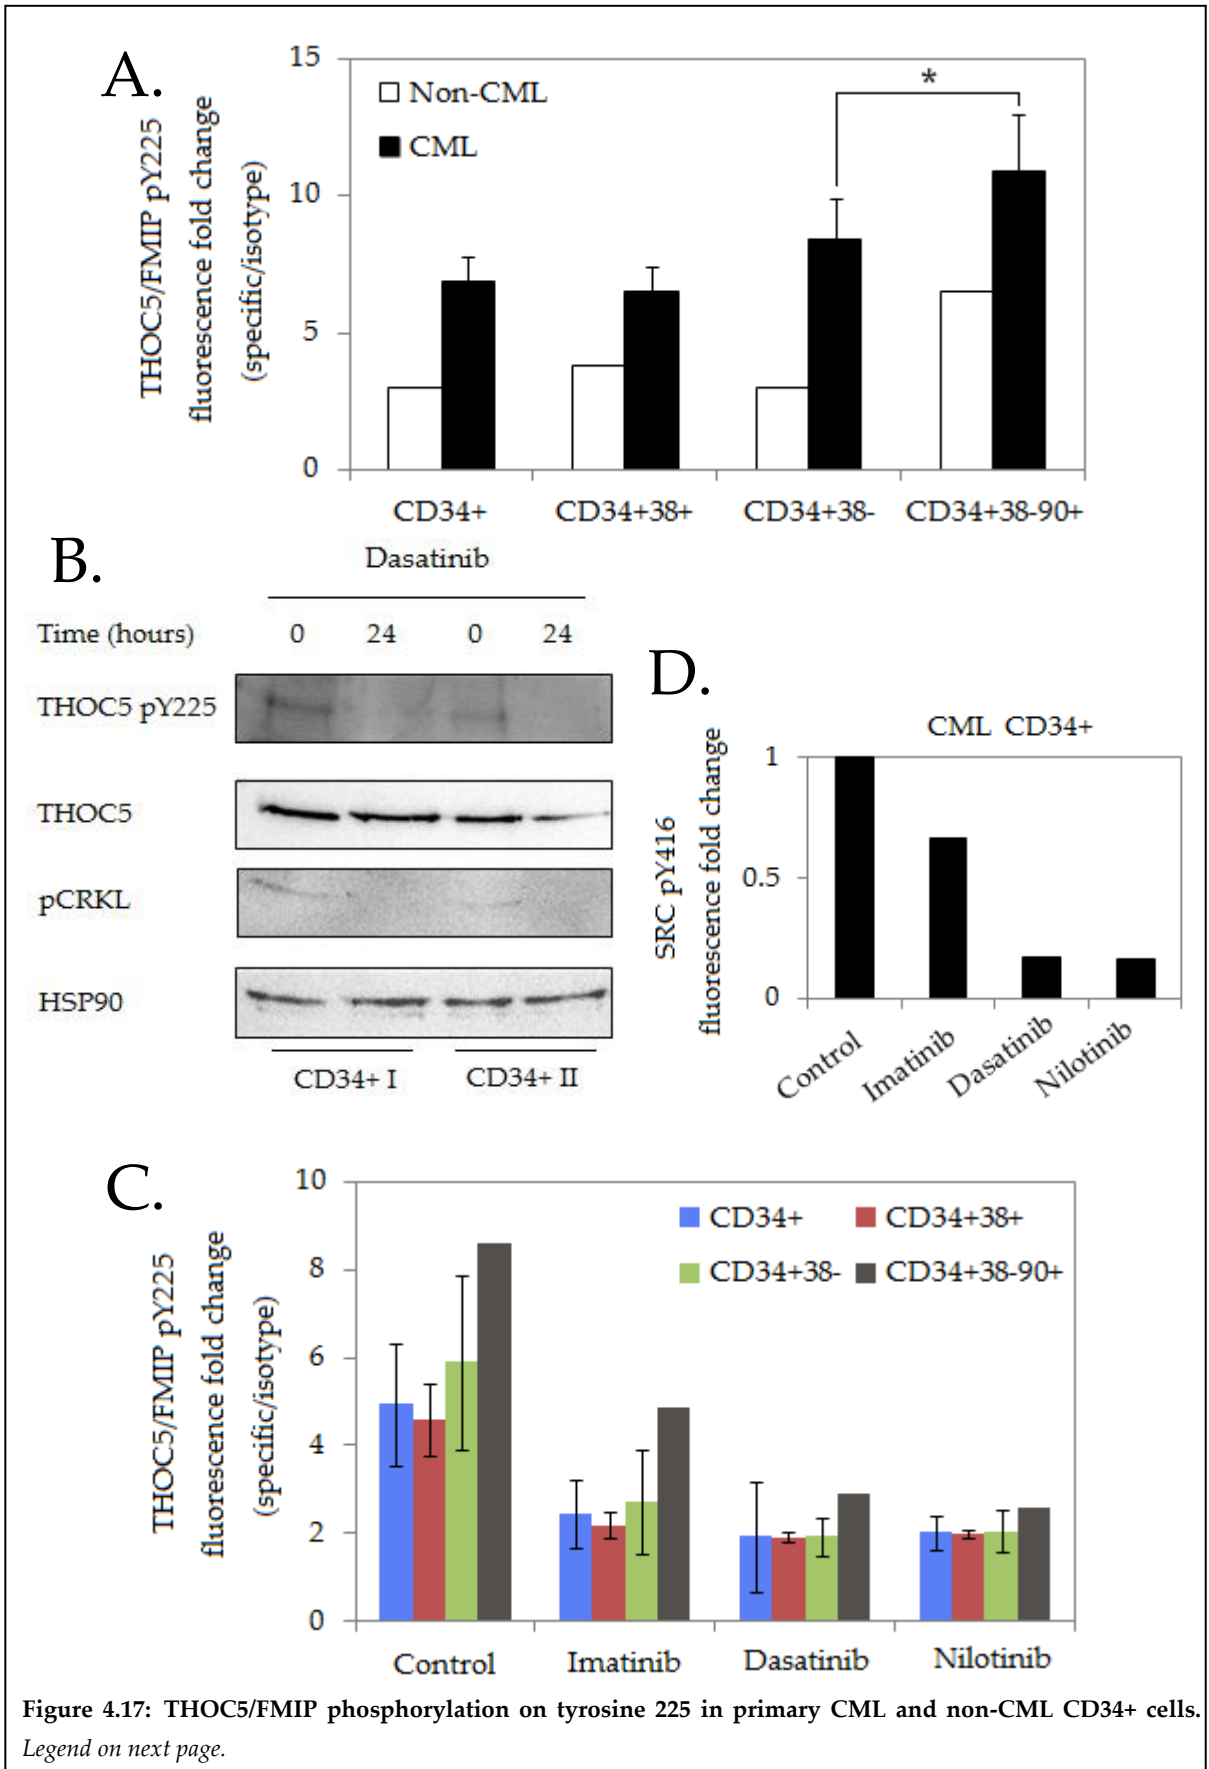 A.
THOC5/FMIP pY225
fluorescence fold change
(specific/isotype)
15
10
5
0
Non-CML
CML
*
CD34+
CD34+38+
CD34+38-
CD34+38-90+
B.
Dasatinib
Time (hours) 0 24 0 24
THOC5 pY225
THOC5
pCRKL
HSP90
CD34+ I
CD34+ II
D.
CML CD34+
SRC pY416
fluorescence fold change
1
0.5
0
Control
Imatinib
Dasatinib
Nilotinib
C.
THOC5/FMIP pY225
fluorescence fold change
(specific/isotype)
10
8
6
4
2
0
CD34+
CD34+38+
CD34+38-
CD34+38-90+
Control
Imatinib
Dasatinib
Nilotinib
Figure 4.17: THOC5/FMIP phosphorylation on tyrosine 225 in primary CML and non-CML CD34+ cells.
Legend on next page.